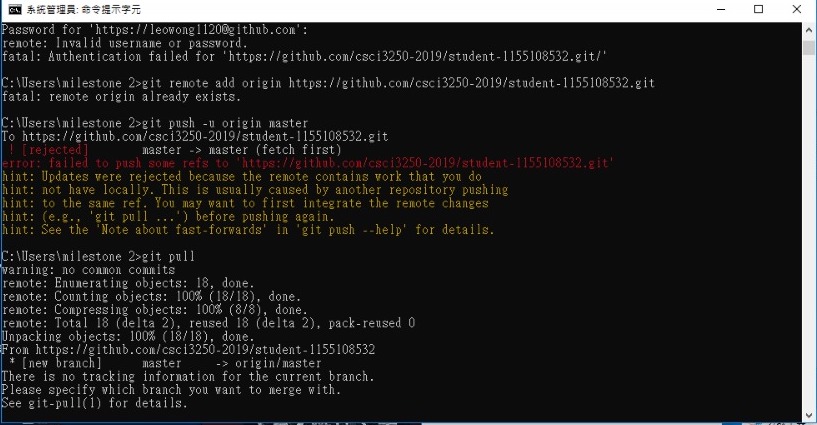 系統管理員: 命令提示字元
Password for 'https://leowong1120@github.com':
remote: Invalid username or password.
fatal: Authentication failed for 'https://github.com/csci3250-2019/student-1155108532.git/'
C:\Users\milestone 2>git remote add origin https://github.com/csci3250-2019/student-1155108532.git
fatal: remote origin already exists.
C:\Users\milestone 2>git push -u origin master
To https://github.com/csci3250-2019/student-1155108532.git
! [rejected] master -> master (fetch first)
error: failed to push some refs to 'https://github.com/csci3250-2019/student-1155108532.git'
hint: Updates were rejected because the remote contains work that you do
hint: not have locally. This is usually caused by another repository pushing
hint: to the same ref. You may want to first integrate the remote changes
hint: (e.g., 'git pull ...') before pushing again.
hint: See the 'Note about fast-forwards' in 'git push --help' for details.
C:\Users\milestone 2>git pull
warning: no common commits
remote: Enumerating objects: 18, done.
remote: Counting objects: 100% (18/18), done.
remote: Compressing objects: 100% (8/8), done.
remote: Total 18 (delta 2), reused 18 (delta 2), pack-reused 0
Unpacking objects: 100% (18/18), done.
From https://github.com/csci3250-2019/student-1155108532
* [new branch] master -> origin/master
There is no tracking information for the current branch.
Please specify which branch you want to merge with.
See git-pull(1) for details.